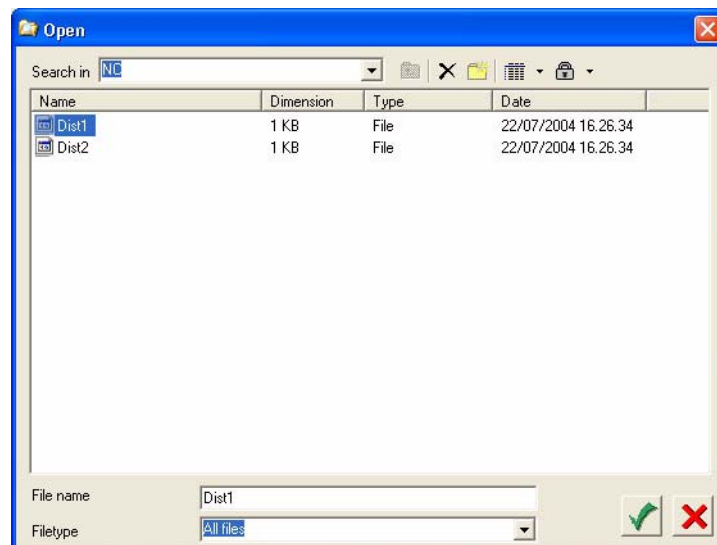 Open
Search in NC
Name Dimension Type Date
Dist1 1 KB File 22/07/2004 16.26.34
Dist2 1 KB File 22/07/2004 16.26.34
File name Dist1
Filetype All files